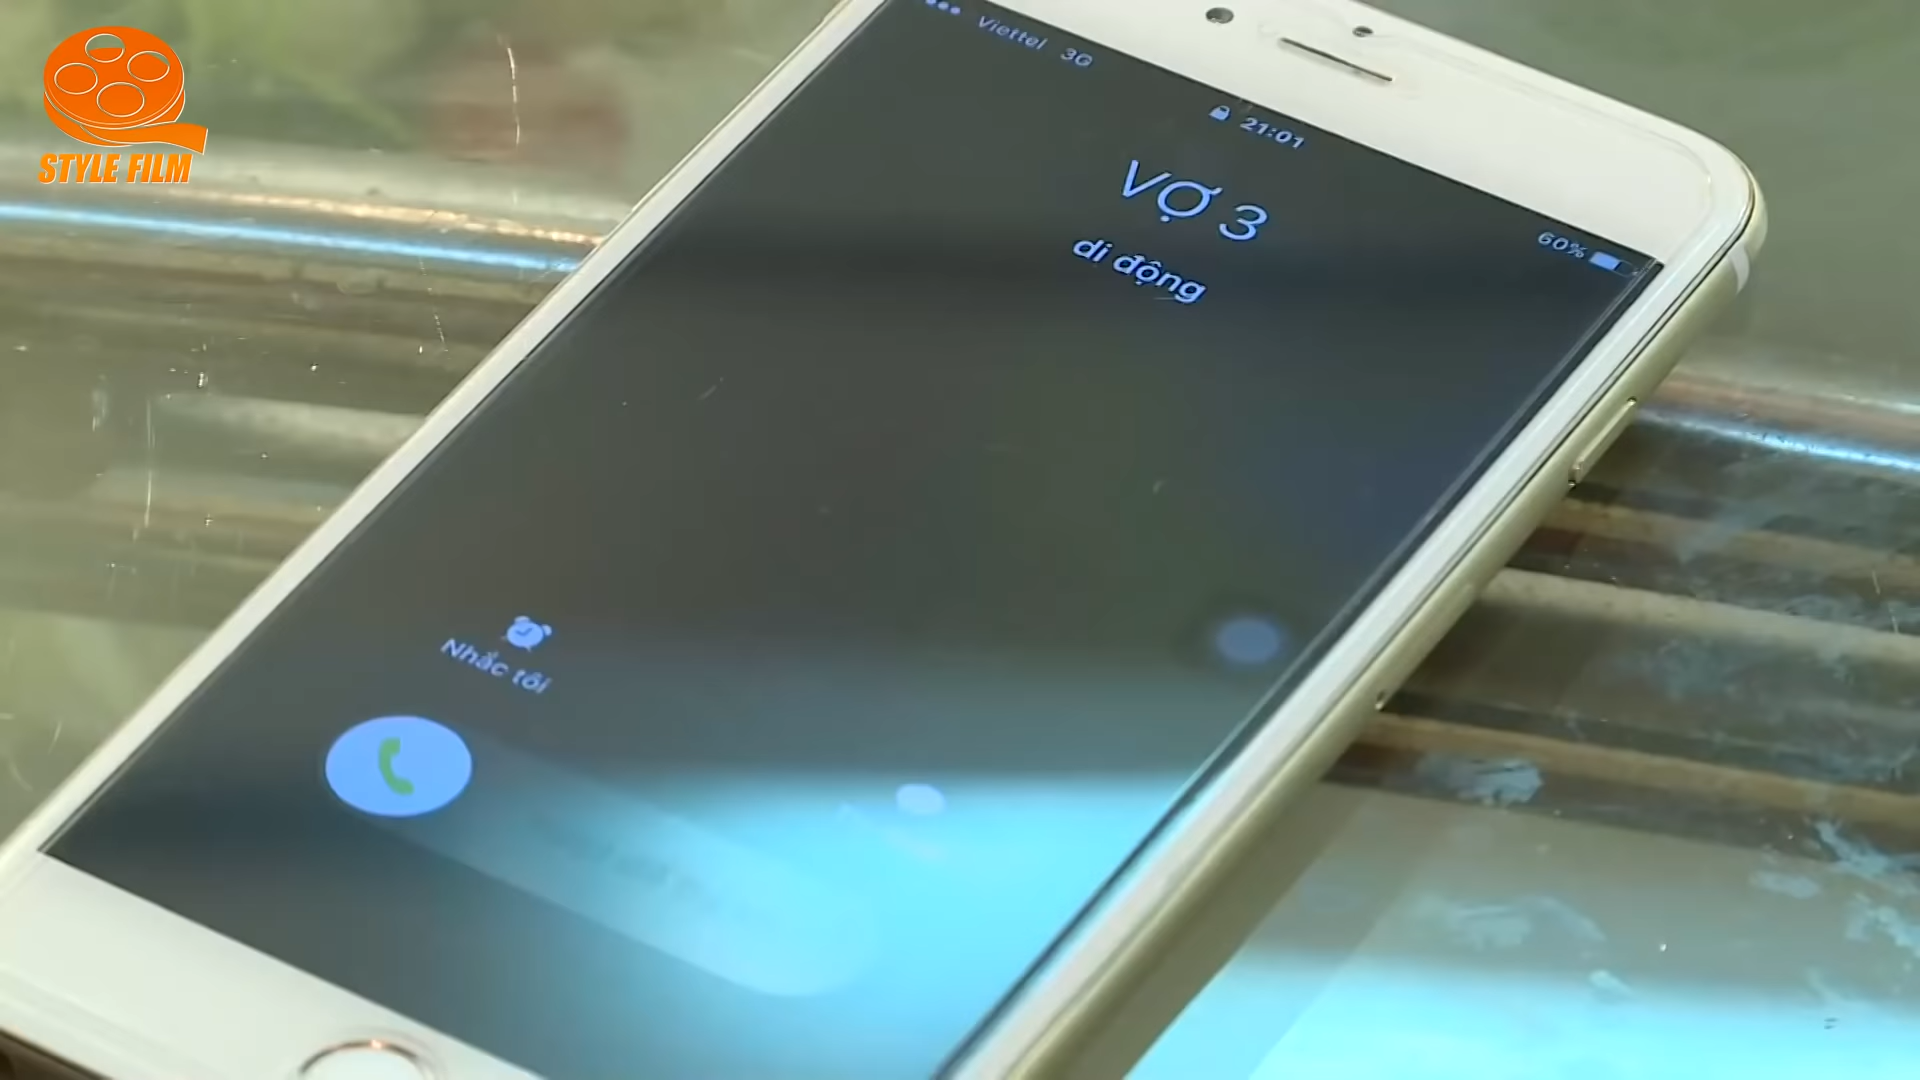 STYLE FILM
Viettel 3G
21:01
60%
VỢ 3
di động
Nhắc tôi